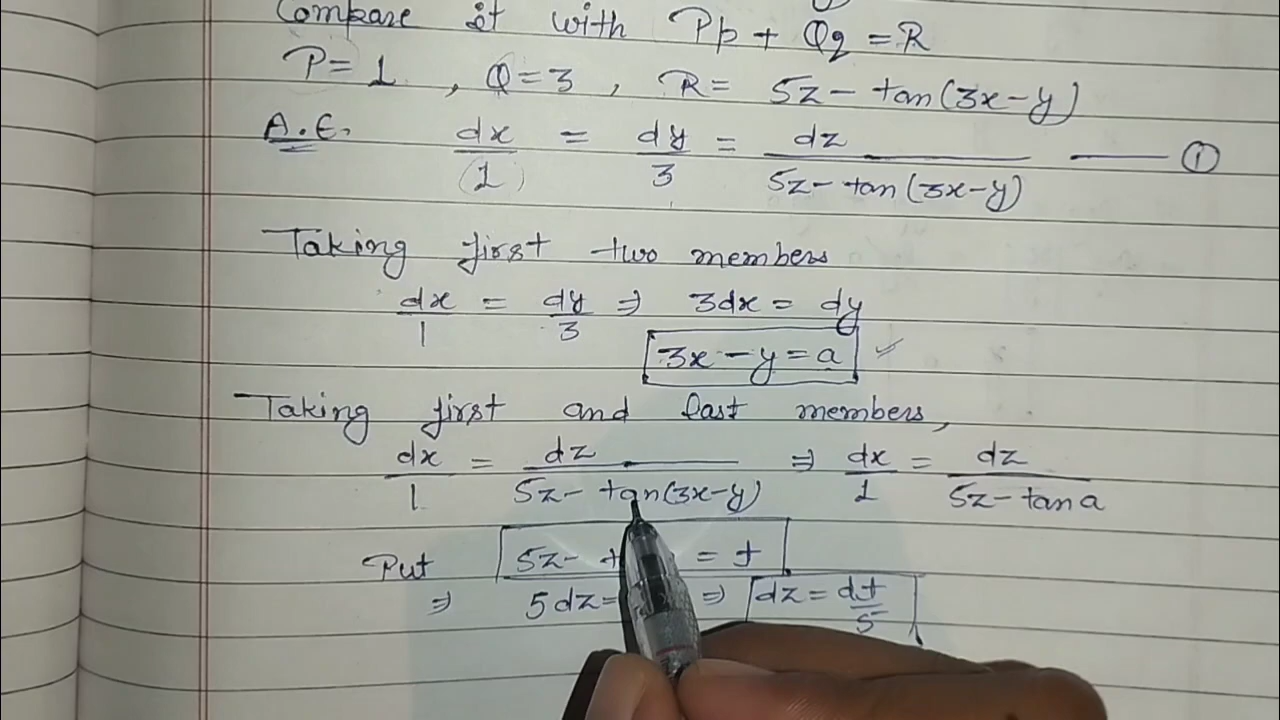 Compare it with Pp + Qq = R
P = 1 , Q = 3 , R = 5z - tan(3x-y)
A.E. dx/(1) = dy/3 = dz/(5z - tan(3x-y)) —— ①
Taking first two members
dx/1 = dy/3 ⇒ 3dx = dy
3x - y = a
Taking first and last members,
dx/1 = dz/(5z - tan(3x-y)) ⇒ dx/1 = dz/(5z - tan a)
Put 5z - = t
⇒ 5dz = ⇒ dz = dt/5